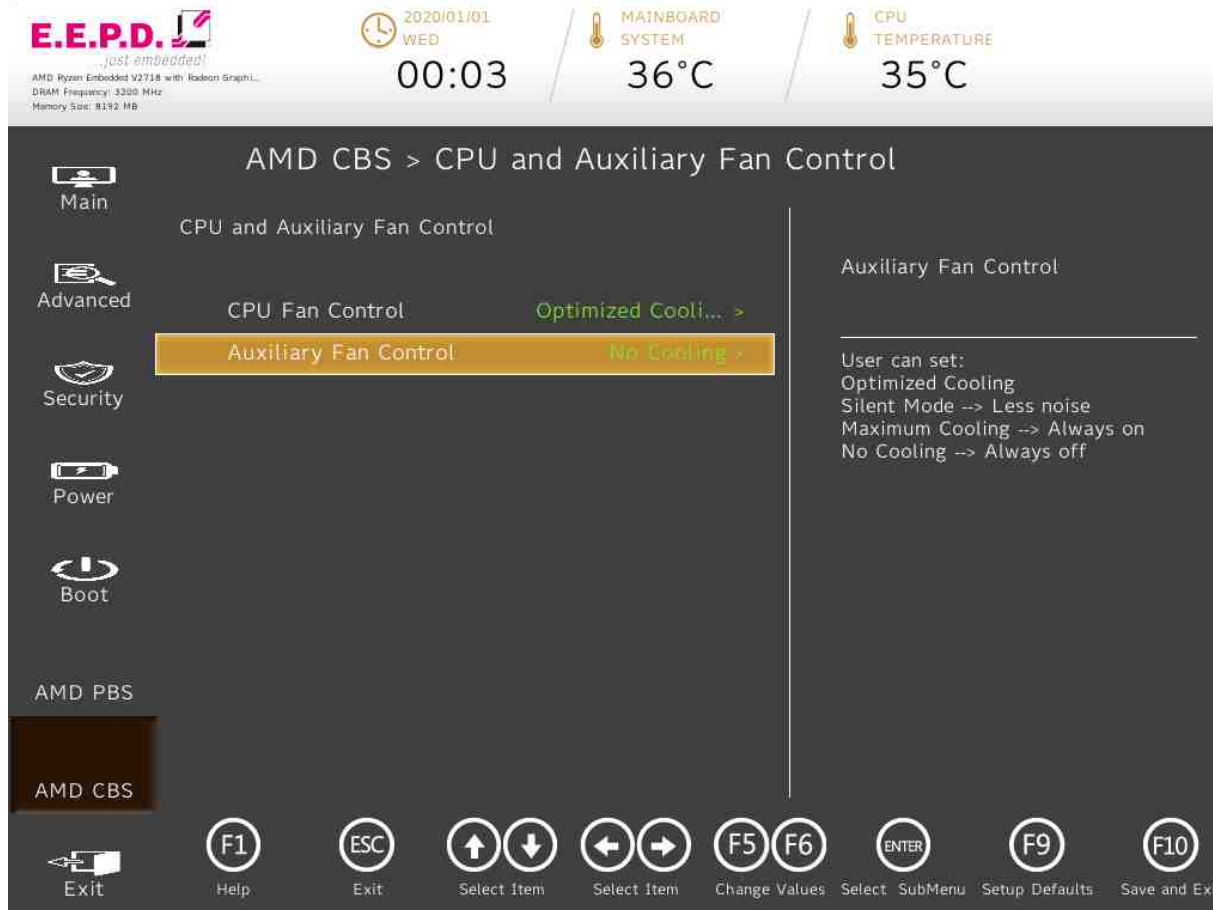 E.E.P.D.
...just embedded!
AMD Ryzen Embedded V2718 with Radeon Graphi...
DRAM Frequency: 3200 MHz
Memory Size: 8192 MB
2020/01/01
WED
00:03
MAINBOARD
SYSTEM
36°C
CPU
TEMPERATURE
35°C
Main
Advanced
Security
Power
Boot
AMD PBS
AMD CBS
Exit
AMD CBS > CPU and Auxiliary Fan Control
CPU and Auxiliary Fan Control
CPU Fan Control Optimized Cooli... >
Auxiliary Fan Control No Cooling >
Auxiliary Fan Control
User can set:
Optimized Cooling
Silent Mode --> Less noise
Maximum Cooling --> Always on
No Cooling --> Always off
F1
Help
ESC
Exit
Select Item
Select Item
F5 F6
Change Values
ENTER
Select SubMenu
F9
Setup Defaults
F10
Save and Ex